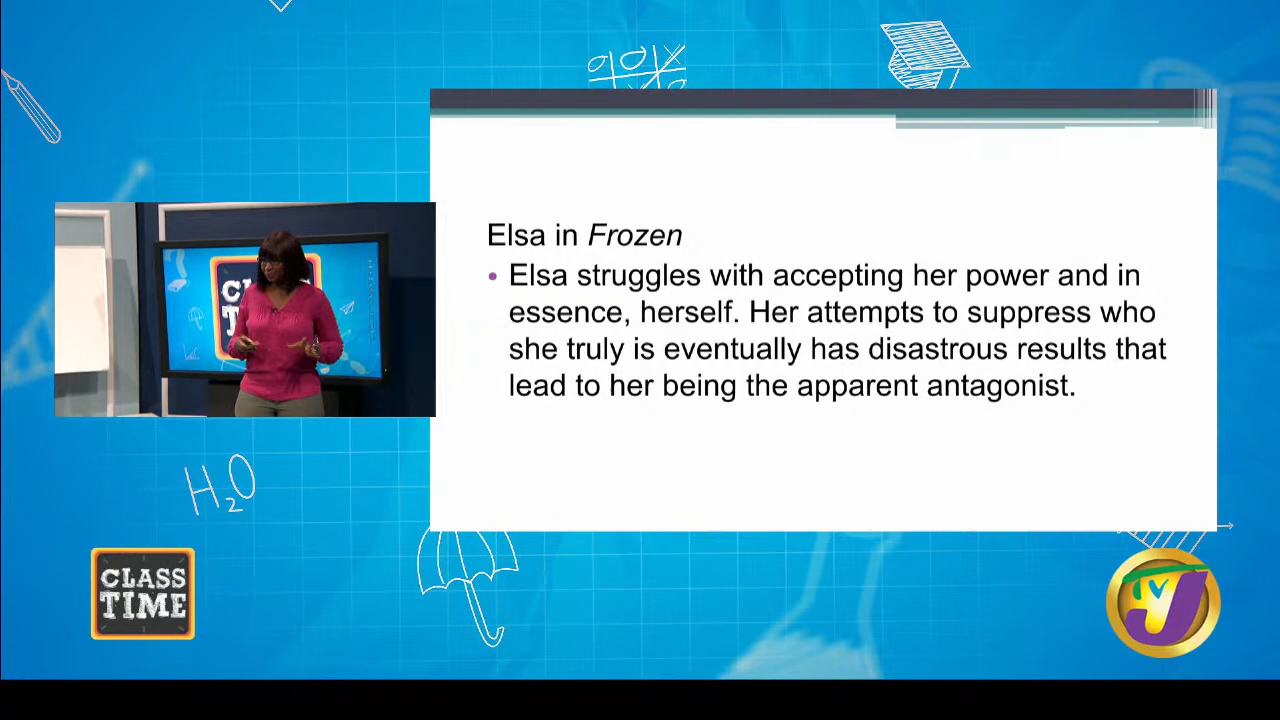 Elsa in Frozen
• Elsa struggles with accepting her power and in
essence, herself. Her attempts to suppress who
she truly is eventually has disastrous results that
lead to her being the apparent antagonist.
H₂O
CLASS
TIME
TVJ